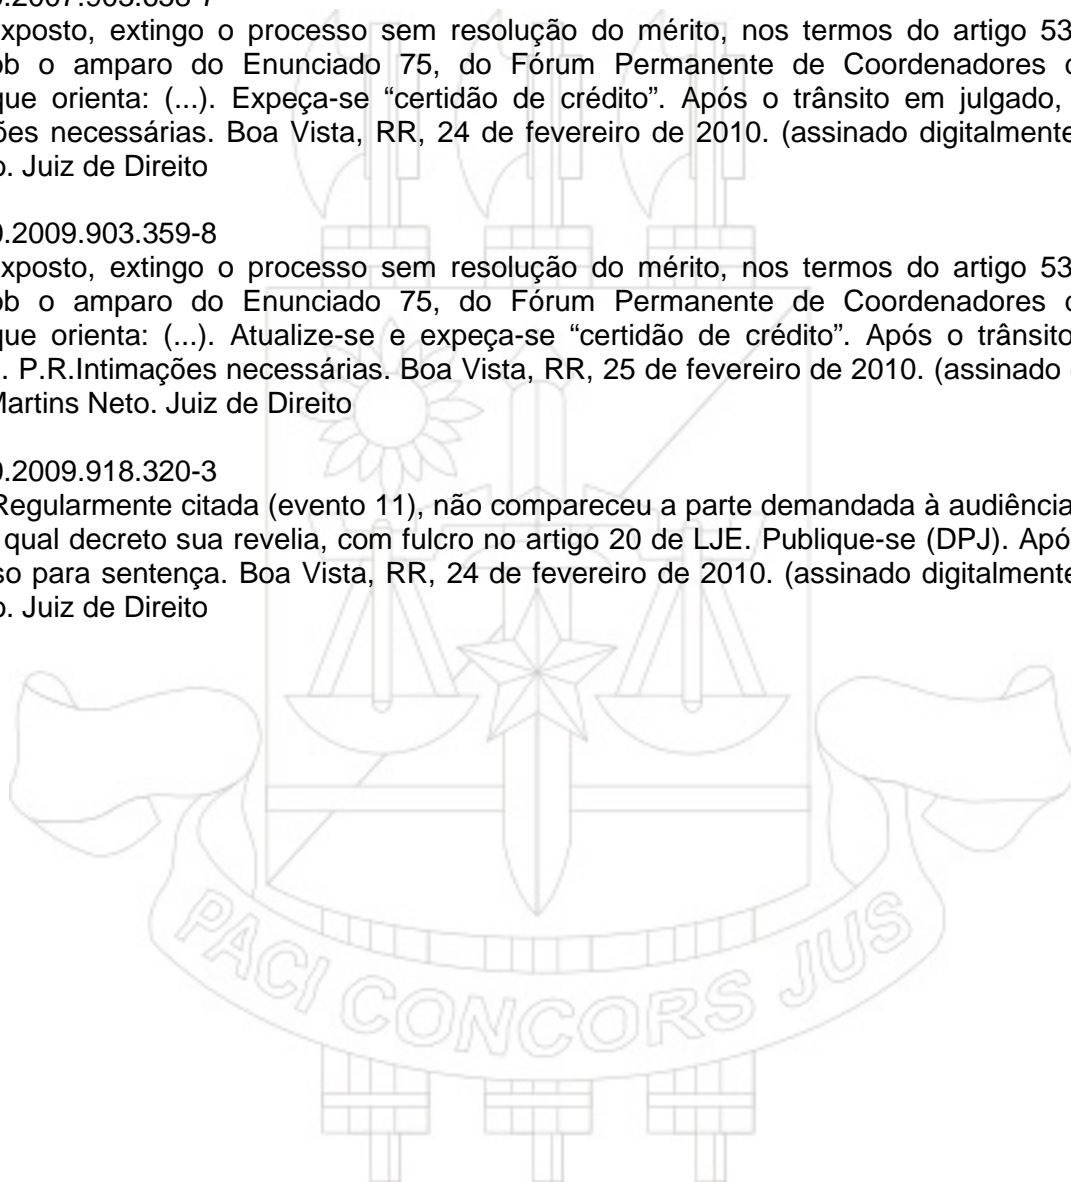 0.2007.903.638-7
xposto, extingo o processo sem resolução do mérito, nos termos do artigo 53
ob o amparo do Enunciado 75, do Fórum Permanente de Coordenadores
que orienta: (...). Expeça-se “certidão de crédito”. Após o trânsito em julgado,
ões necessárias. Boa Vista, RR, 24 de fevereiro de 2010. (assinado digitalmente
o. Juiz de Direito
0.2009.903.359-8
xposto, extingo o processo sem resolução do mérito, nos termos do artigo 53
ob o amparo do Enunciado 75, do Fórum Permanente de Coordenadores
que orienta: (...). Atualize-se e expeça-se “certidão de crédito”. Após o trânsito
. P.R.Intimações necessárias. Boa Vista, RR, 25 de fevereiro de 2010. (assinado
Martins Neto. Juiz de Direito
0.2009.918.320-3
Regularmente citada (evento 11), não compareceu a parte demandada à audiência
qual decreto sua revelia, com fulcro no artigo 20 de LJE. Publique-se (DPJ). Apó
so para sentença. Boa Vista, RR, 24 de fevereiro de 2010. (assinado digitalmente
o. Juiz de Direito
PACI CONCORS JUS